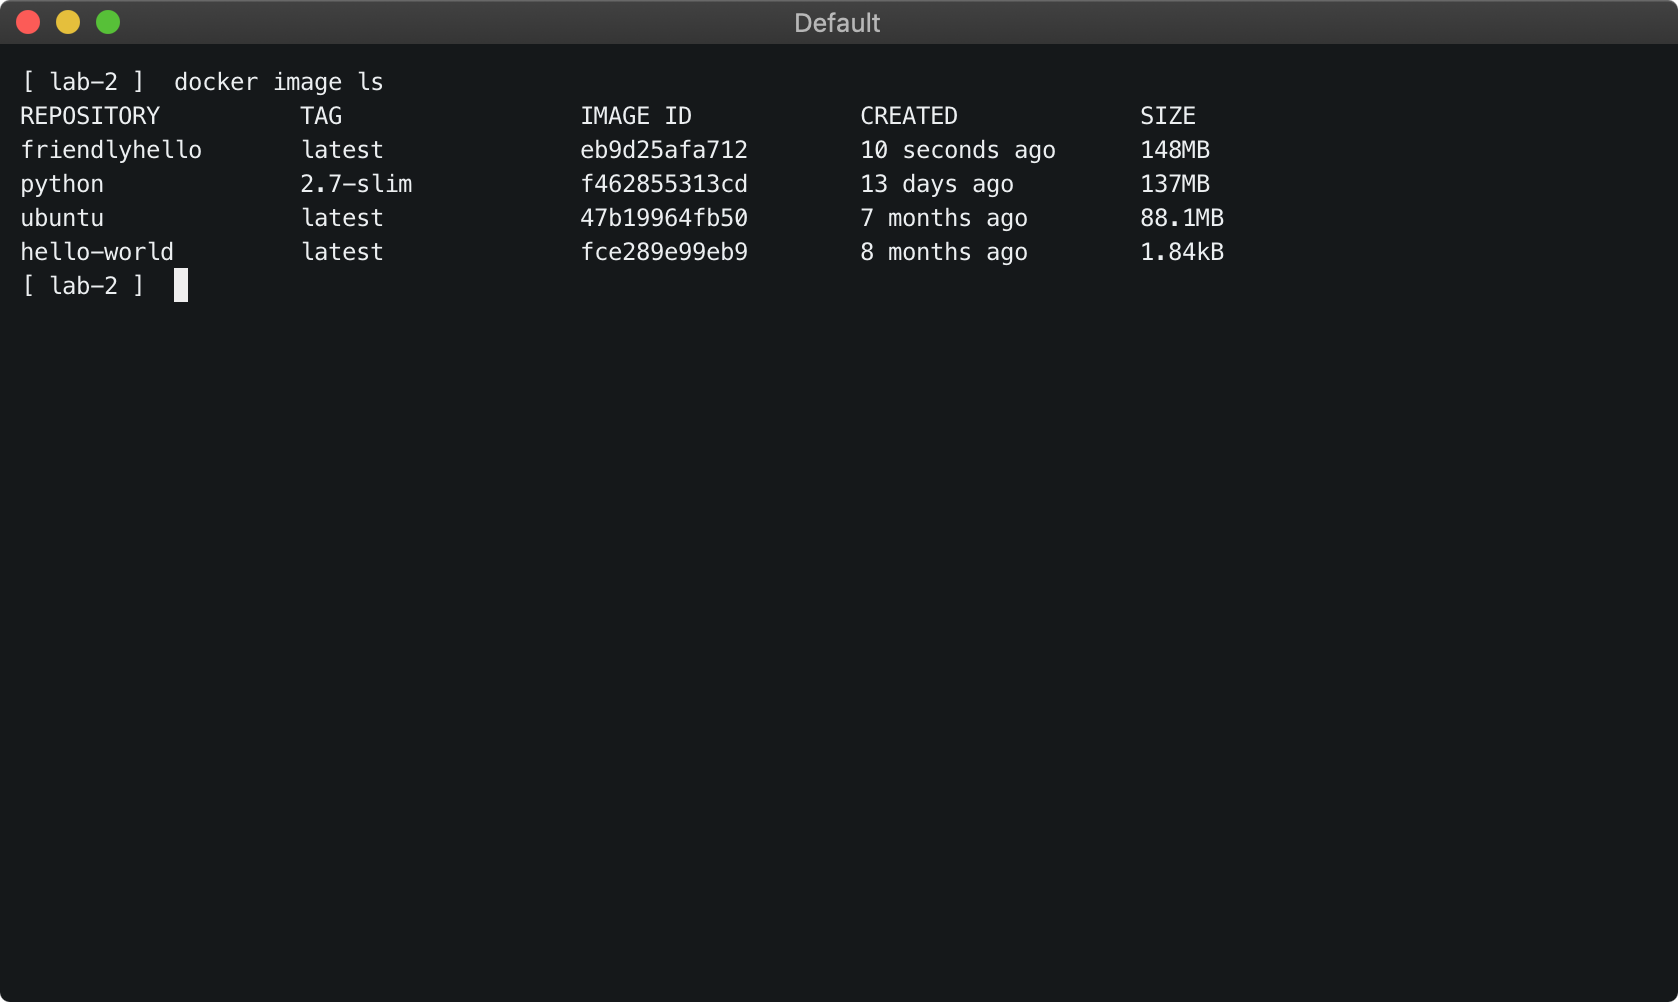 Default
[ lab-2 ]  docker image ls
REPOSITORY          TAG                 IMAGE ID            CREATED             SIZE
friendlyhello       latest              eb9d25afa712        10 seconds ago      148MB
python              2.7-slim            f462855313cd        13 days ago         137MB
ubuntu              latest              47b19964fb50        7 months ago        88.1MB
hello-world         latest              fce289e99eb9        8 months ago        1.84kB
[ lab-2 ]